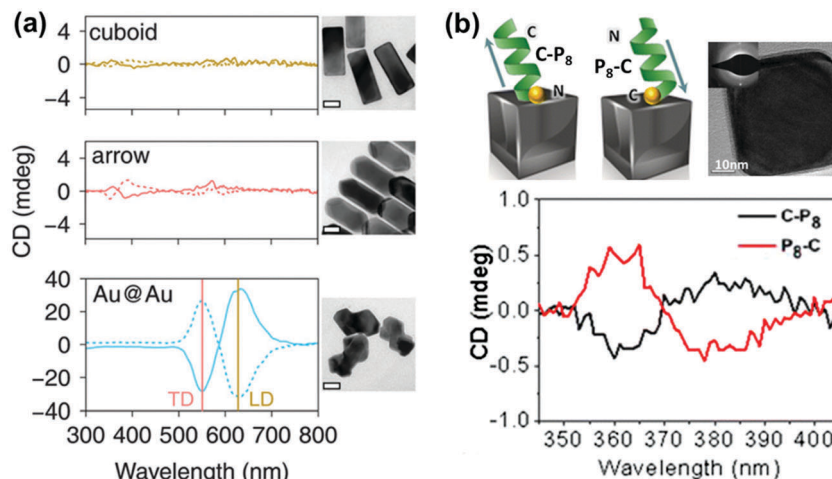 (a)
cuboid
4
0
−4
arrow
4
0
−4
CD (mdeg)
Au@Au
40
20
0
−20
−40
TD
LD
300 400 500 600 700 800
Wavelength (nm)
(b)
C
C-P8
N
N
P8-C
C
10nm
C-P8
P8-C
1.0
0.5
0.0
-0.5
-1.0
CD (mdeg)
350 360 370 380 390 400
Wavelength (nm)